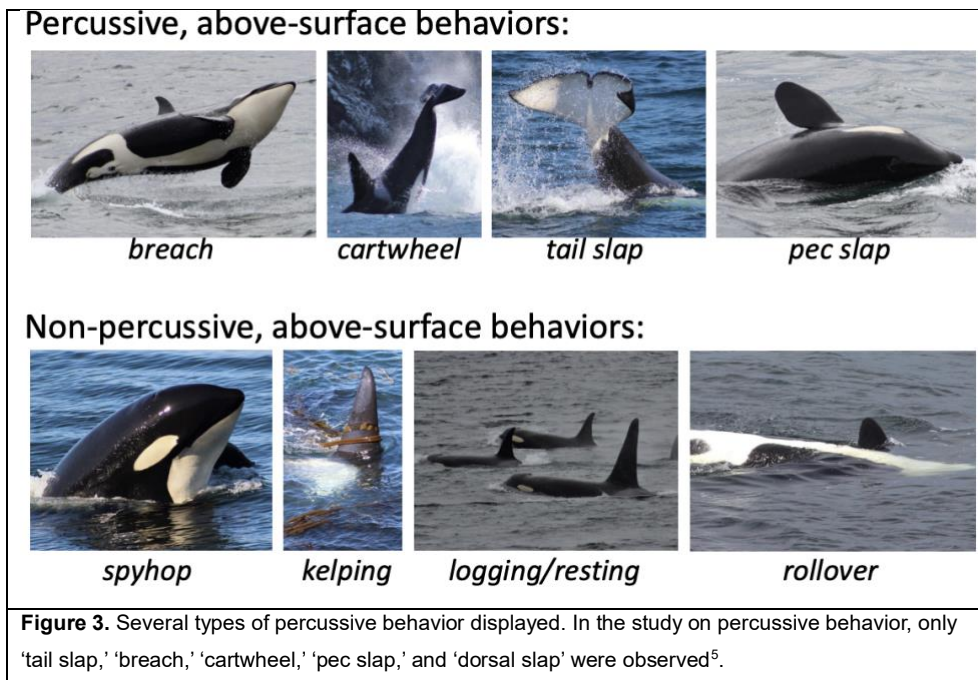 Percussive, above-surface behaviors:
breach cartwheel tail slap pec slap
Non-percussive, above-surface behaviors:
spyhop kelping logging/resting rollover
Figure 3. Several types of percussive behavior displayed. In the study on percussive behavior, only
‘tail slap,’ ‘breach,’ ‘cartwheel,’ ‘pec slap,’ and ‘dorsal slap’ were observed⁵.